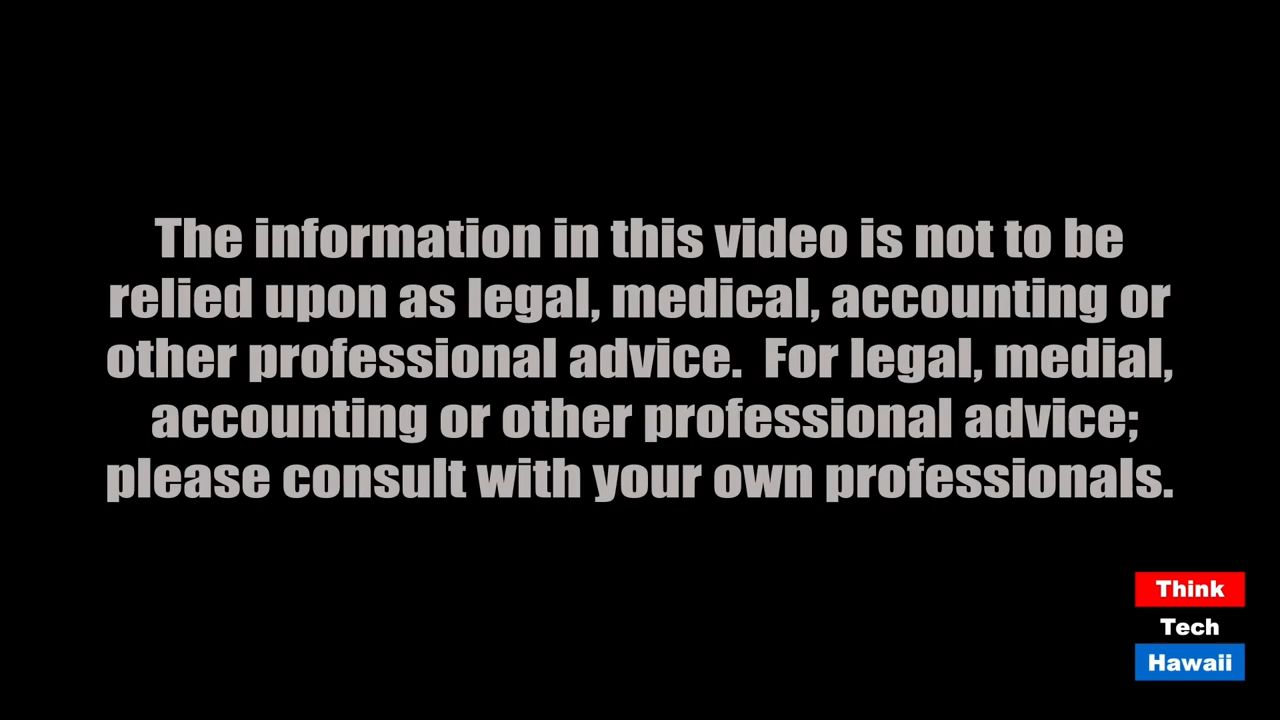 The information in this video is not to be
relied upon as legal, medical, accounting or
other professional advice.  For legal, medial,
accounting or other professional advice;
please consult with your own professionals.
Think
Tech
Hawaii